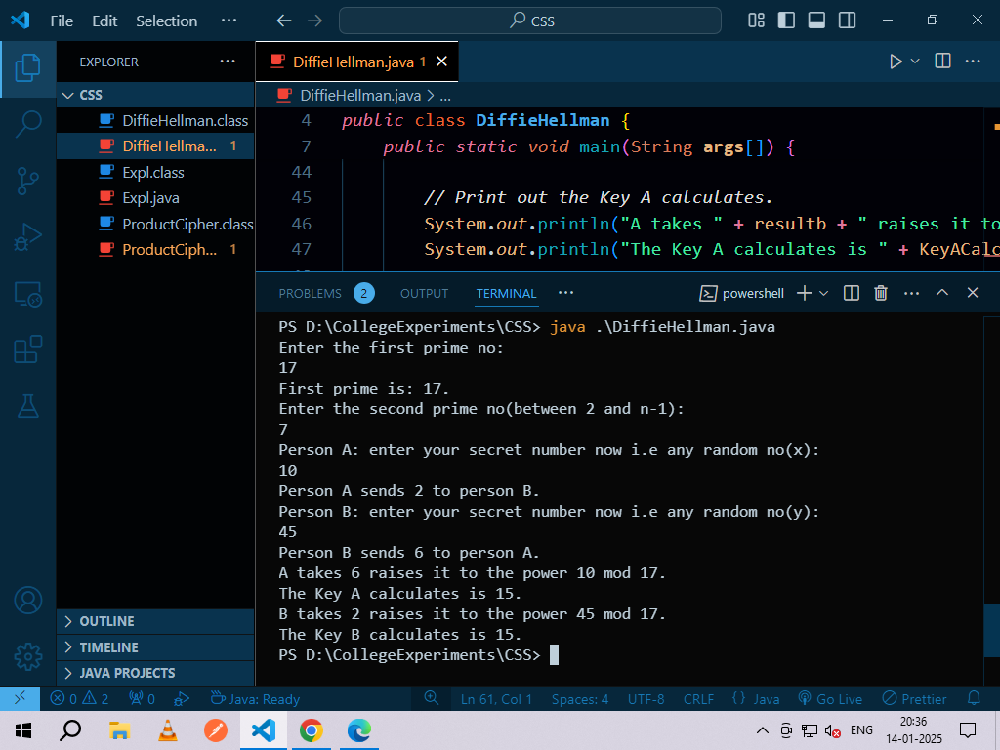 File Edit Selection ··· CSS
EXPLORER ···
CSS
DiffieHellman.class
DiffieHellma... 1
Expl.class
Expl.java
ProductCipher.class
ProductCiph... 1
OUTLINE
TIMELINE
JAVA PROJECTS
DiffieHellman.java 1
DiffieHellman.java > ...
4 public class DiffieHellman {
7 public static void main(String args[]) {
44
45 // Print out the Key A calculates.
46 System.out.println("A takes " + resultb + " raises it to
47 System.out.println("The Key A calculates is " + KeyACalc
PROBLEMS 2 OUTPUT TERMINAL ··· powershell
PS D:\CollegeExperiments\CSS> java .\DiffieHellman.java
Enter the first prime no:
17
First prime is: 17.
Enter the second prime no(between 2 and n-1):
7
Person A: enter your secret number now i.e any random no(x):
10
Person A sends 2 to person B.
Person B: enter your secret number now i.e any random no(y):
45
Person B sends 6 to person A.
A takes 6 raises it to the power 10 mod 17.
The Key A calculates is 15.
B takes 2 raises it to the power 45 mod 17.
The Key B calculates is 15.
PS D:\CollegeExperiments\CSS>
0 2 0 Java: Ready Ln 61, Col 1 Spaces: 4 UTF-8 CRLF {} Java Go Live Prettier
ENG 20:36
14-01-2025